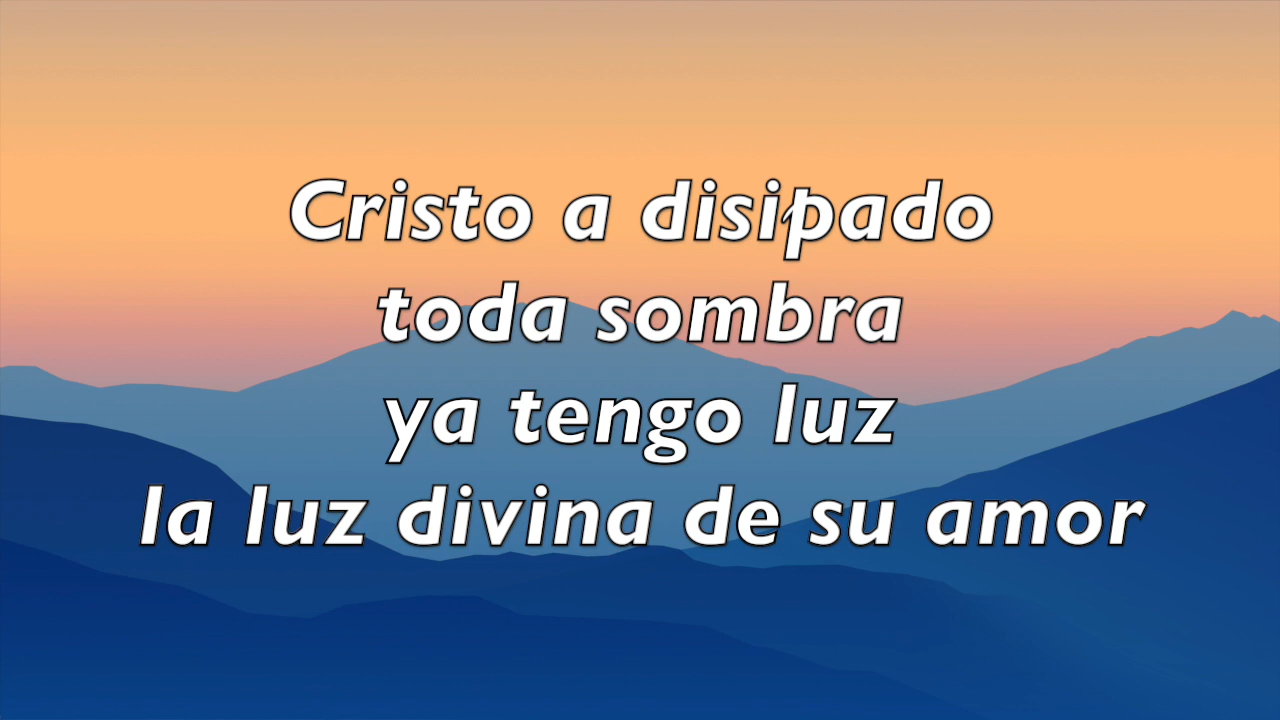 Cristo a disipado
toda sombra
ya tengo luz
la luz divina de su amor